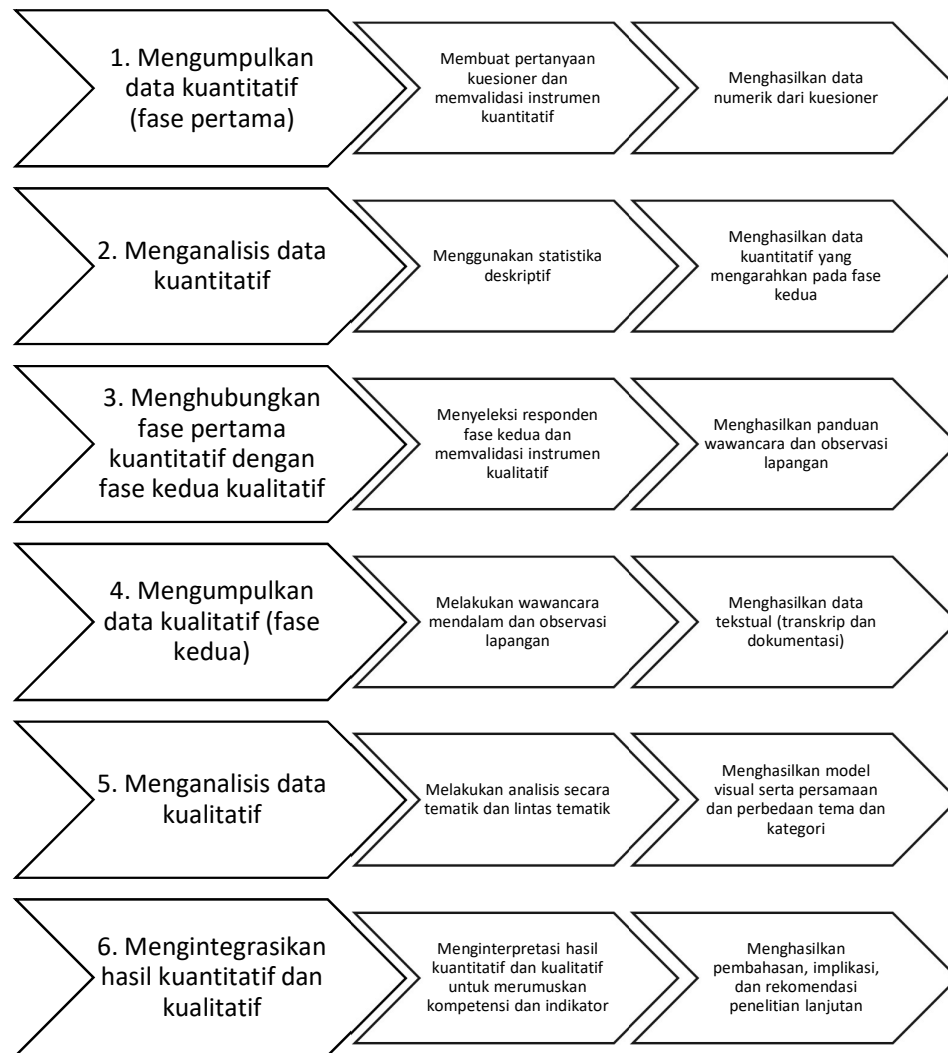 1. Mengumpulkan
data kuantitatif
(fase pertama)
Membuat pertanyaan
kuesioner dan
memvalidasi instrumen
kuantitatif
Menghasilkan data
numerik dari kuesioner
2. Menganalisis data
kuantitatif
Menggunakan statistika
deskriptif
Menghasilkan data
kuantitatif yang
mengarahkan pada fase
kedua
3. Menghubungkan
fase pertama
kuantitatif dengan
fase kedua kualitatif
Menyeleksi responden
fase kedua dan
memvalidasi instrumen
kualitatif
Menghasilkan panduan
wawancara dan observasi
lapangan
4. Mengumpulkan
data kualitatif (fase
kedua)
Melakukan wawancara
mendalam dan observasi
lapangan
Menghasilkan data
tekstual (transkrip dan
dokumentasi)
5. Menganalisis data
kualitatif
Melakukan analisis secara
tematik dan lintas tematik
Menghasilkan model
visual serta persamaan
dan perbedaan tema dan
kategori
6. Mengintegrasikan
hasil kuantitatif dan
kualitatif
Menginterpretasi hasil
kuantitatif dan kualitatif
untuk merumuskan
kompetensi dan indikator
Menghasilkan
pembahasan, implikasi,
dan rekomendasi
penelitian lanjutan